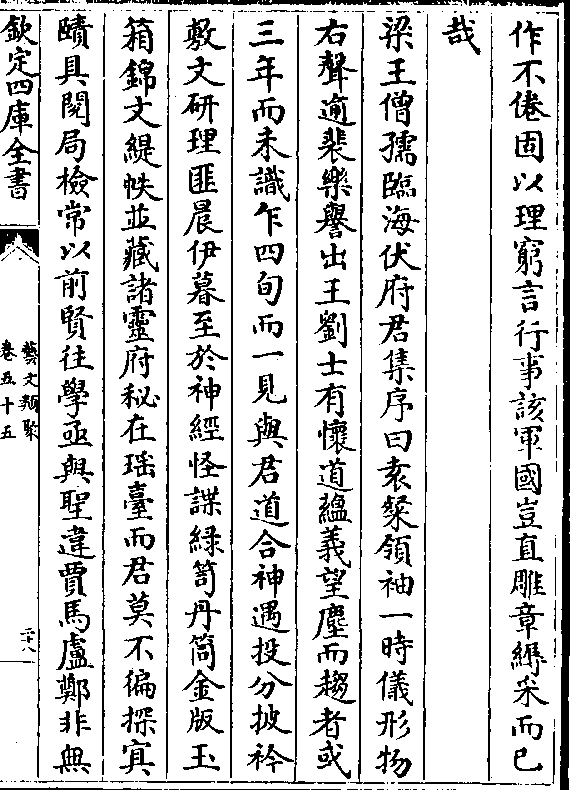 作不倦固以理窮言行事該軍國豈直雕章縟采而已
哉
梁王僧孺臨海伏府君集序曰袁粲領袖一時儀形物
右聲逾裴樂譽出王劉士有懷道蘊義望塵而趨者或
三年而未識乍四旬而一見與君道合神遇投分披衿
敷文研理匪晨伊暮至於神經怪諜綠笥丹筒金版玉
箱錦文緹帙並藏諸靈府秘在瑤臺而君莫不徧探冥
賾具閱局檢常以前賢往學亟與聖違賈馬盧鄭非無
欽定四庫全書
藝文類聚
卷五十五
二十八